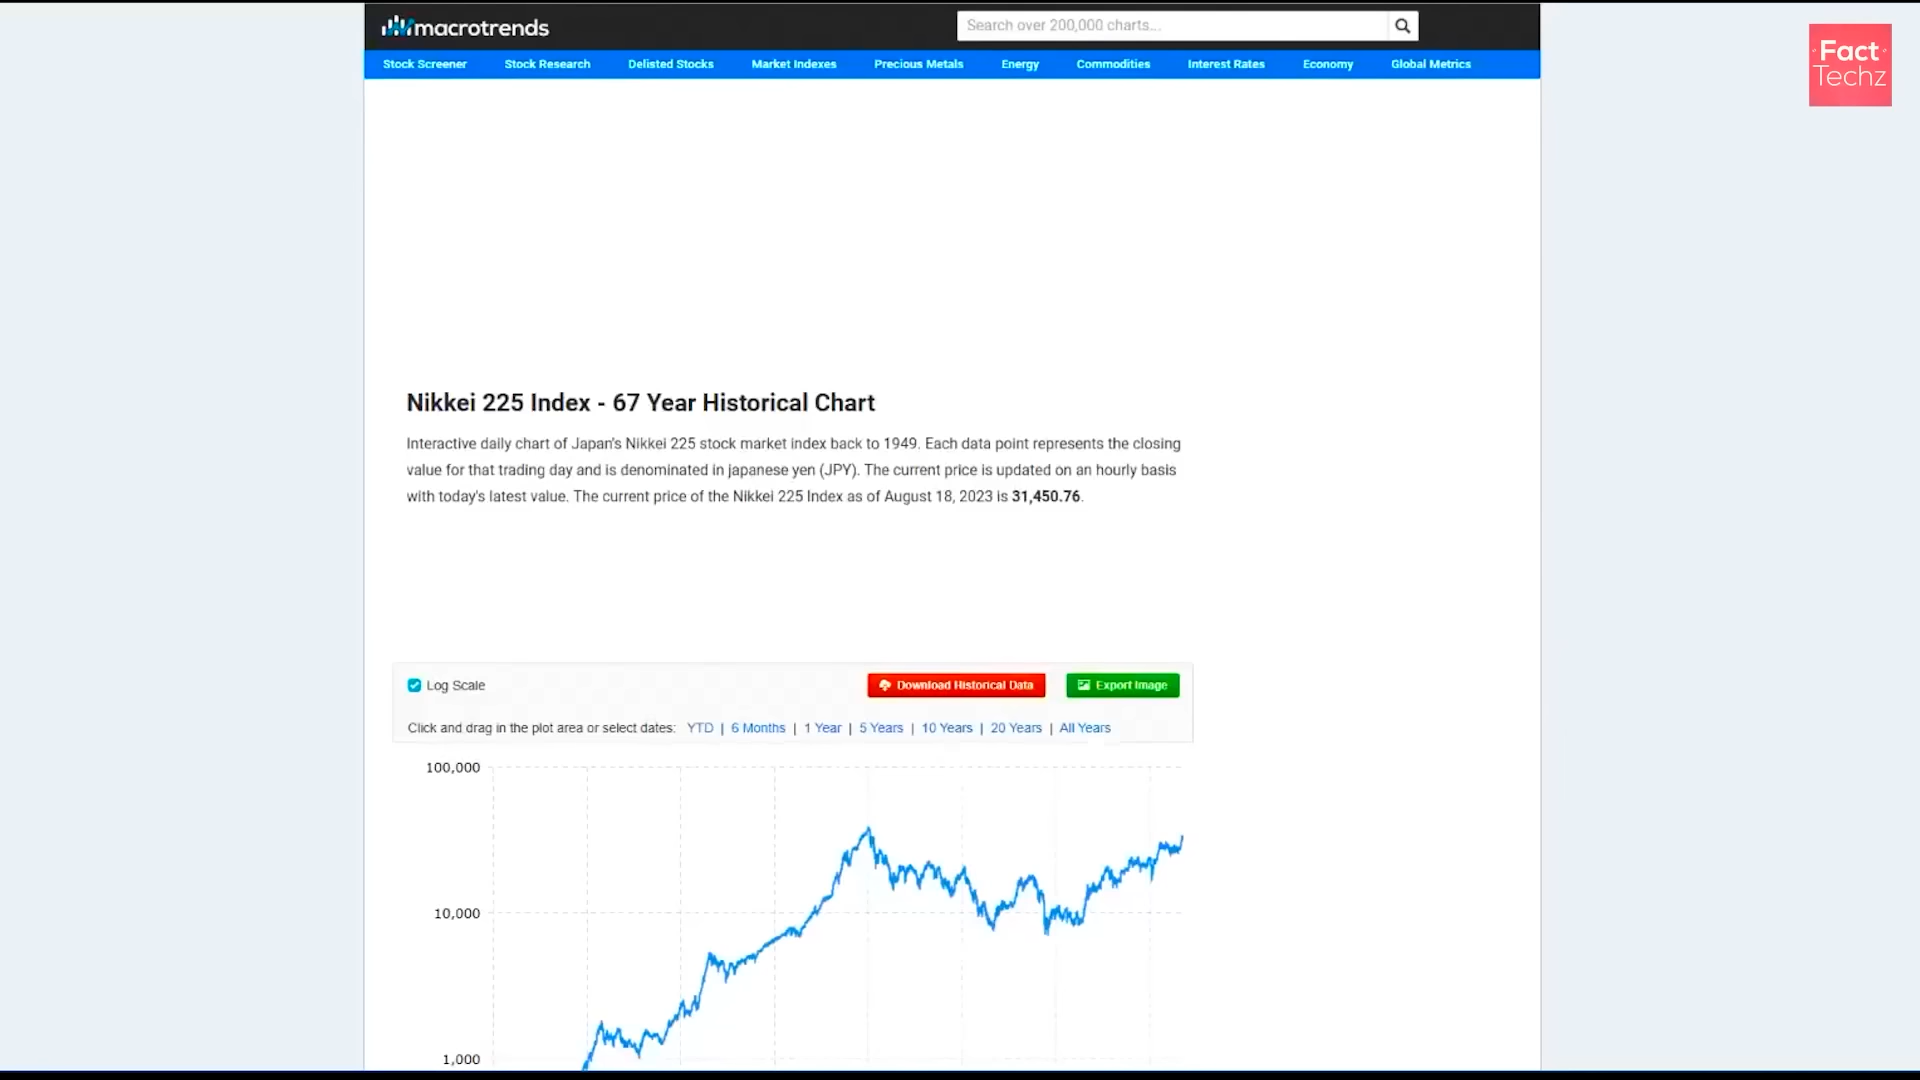 macrotrends
Search over 200,000 charts...
Fact
Techz
Stock Screener Stock Research Delisted Stocks Market Indexes Precious Metals Energy Commodities Interest Rates Economy Global Metrics
Nikkei 225 Index - 67 Year Historical Chart
Interactive daily chart of Japan's Nikkei 225 stock market index back to 1949. Each data point represents the closing
value for that trading day and is denominated in japanese yen (JPY). The current price is updated on an hourly basis
with today's latest value. The current price of the Nikkei 225 Index as of August 18, 2023 is 31,450.76.
Log Scale
Download Historical Data
Export Image
Click and drag in the plot area or select dates: YTD | 6 Months | 1 Year | 5 Years | 10 Years | 20 Years | All Years
100,000
10,000
1,000